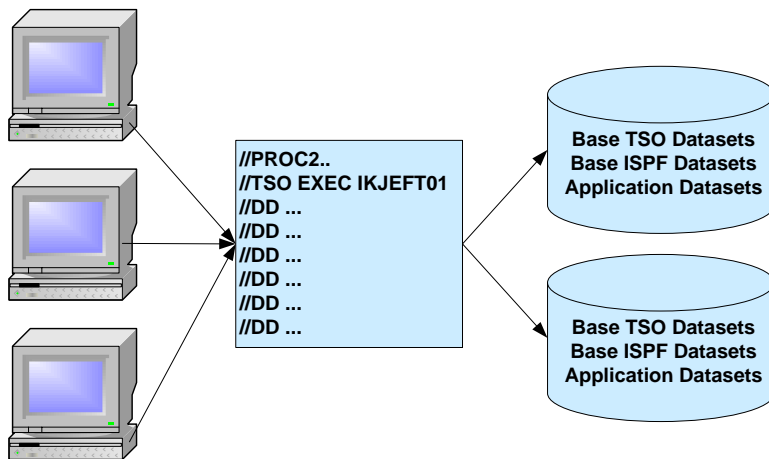 //PROC2..
//TSO EXEC IKJEFT01
//DD ...
//DD ...
//DD ...
//DD ...
//DD ...
//DD ...
Base TSO Datasets
Base ISPF Datasets
Application Datasets
Base TSO Datasets
Base ISPF Datasets
Application Datasets